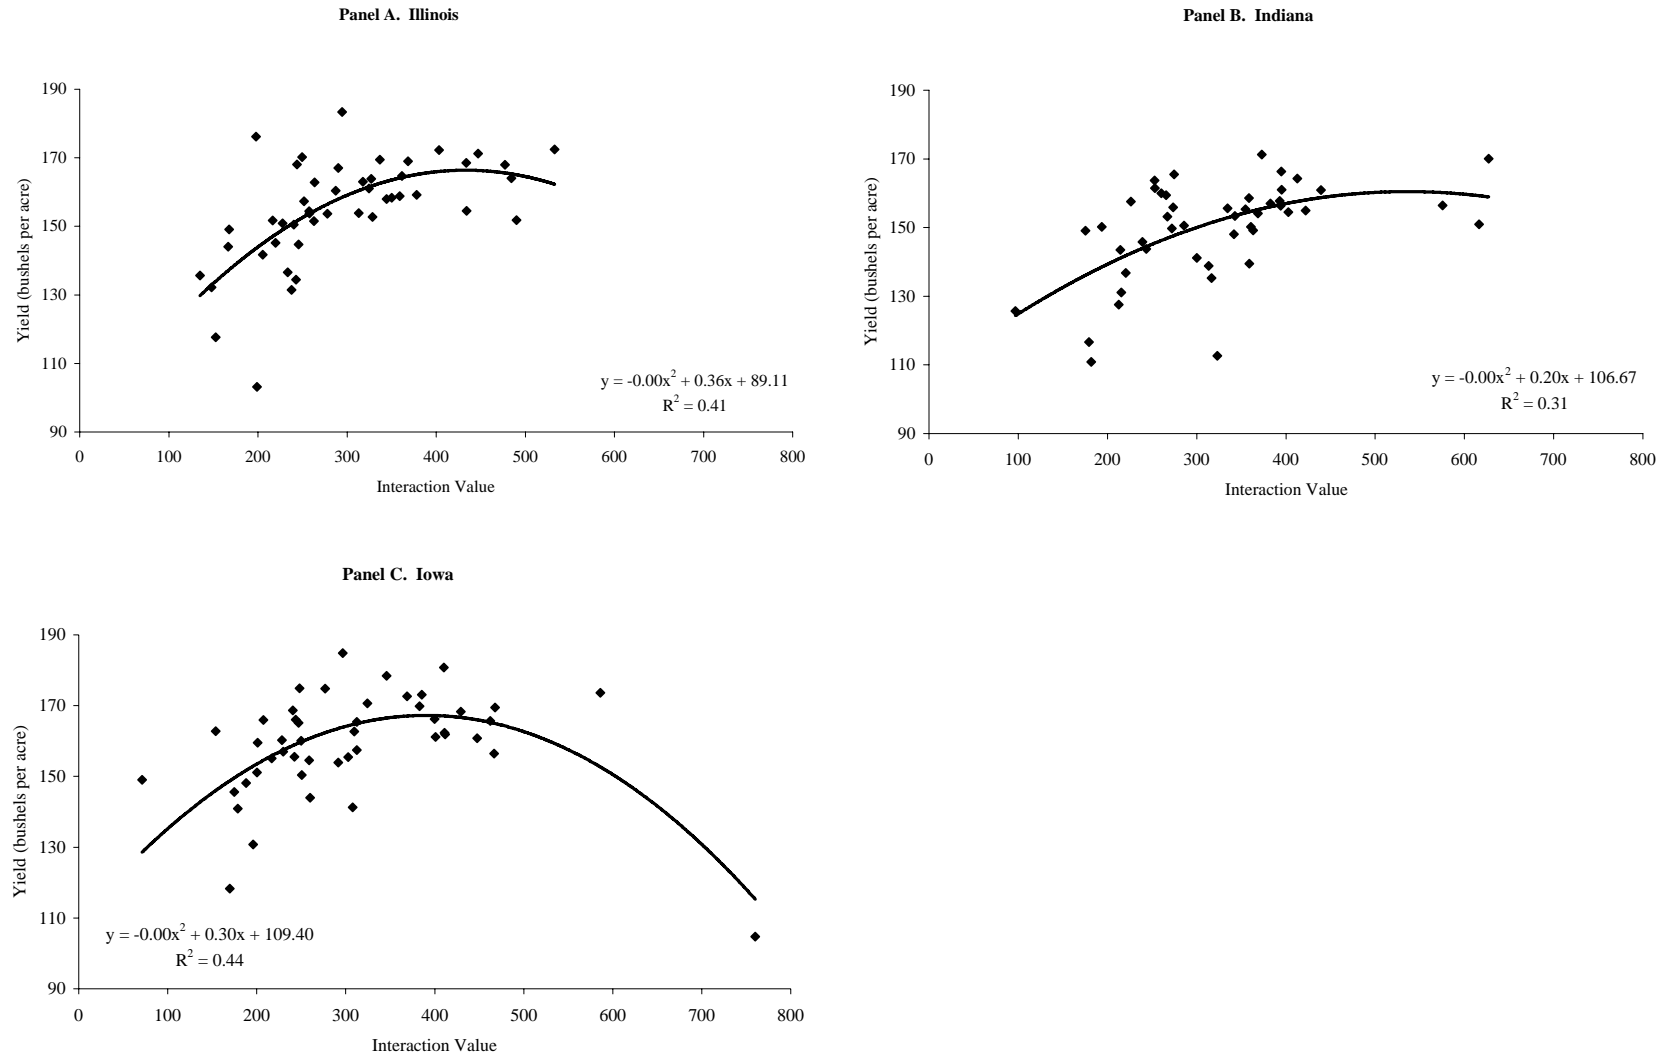 Panel A.  Illinois
Yield (bushels per acre)
190
170
150
130
110
90
y = -0.00x² + 0.36x + 89.11
R² = 0.41
0 100 200 300 400 500 600 700 800
Interaction Value
Panel B.  Indiana
Yield (bushels per acre)
190
170
150
130
110
90
y = -0.00x² + 0.20x + 106.67
R² = 0.31
0 100 200 300 400 500 600 700 800
Interaction Value
Panel C.  Iowa
Yield (bushels per acre)
190
170
150
130
110
90
y = -0.00x² + 0.30x + 109.40
R² = 0.44
0 100 200 300 400 500 600 700 800
Interaction Value